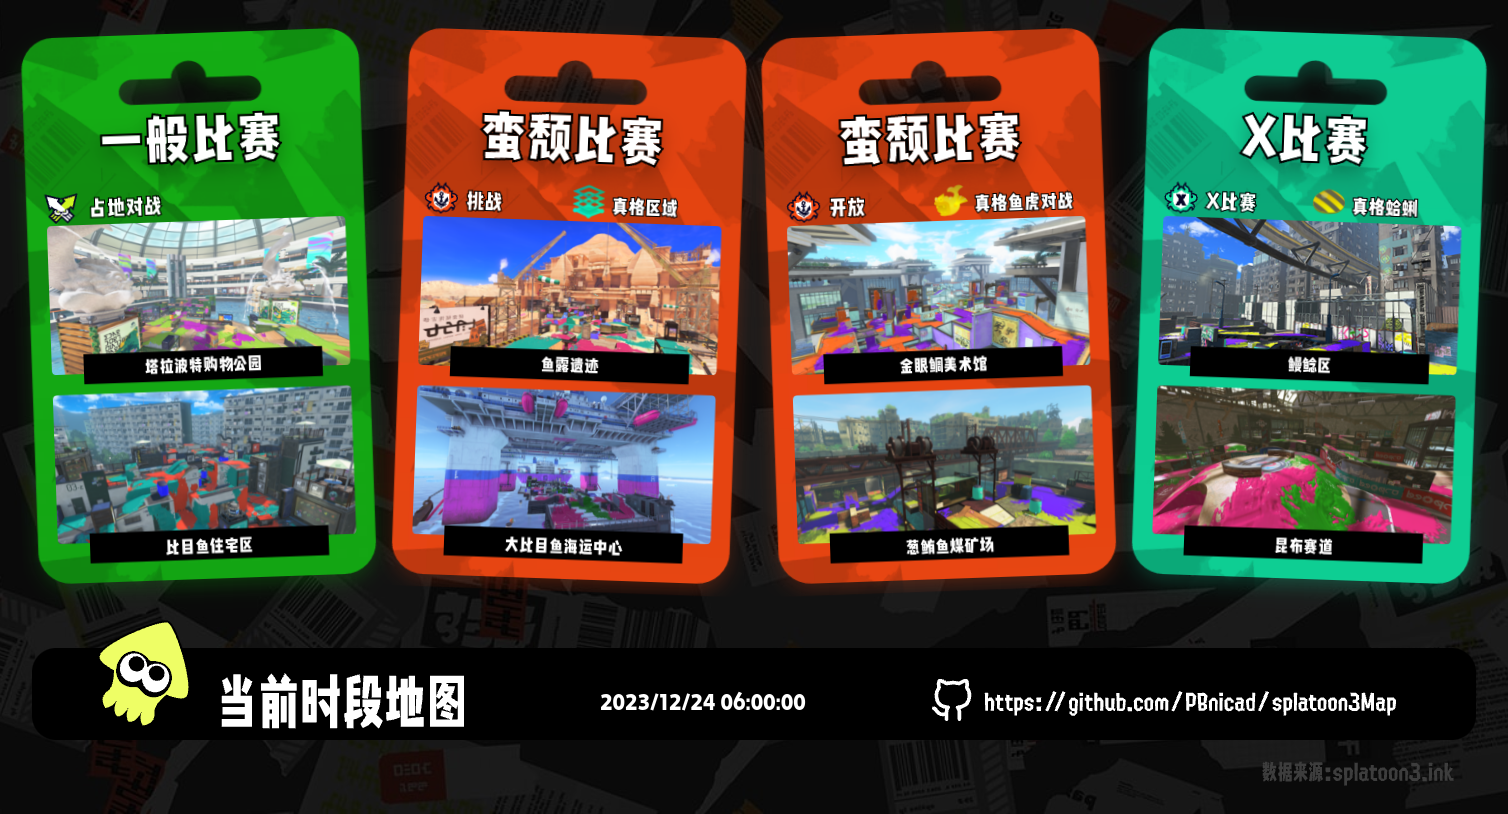 一般比赛
占地对战
塔拉波特购物公园
比目鱼住宅区
蛮颓比赛
挑战
真格区域
鱼露遗迹
大比目鱼海运中心
蛮颓比赛
开放
真格鱼虎对战
金眼鲷美术馆
葱鲔鱼煤矿场
X比赛
X比赛
真格蛤蜊
鳗鲶区
昆布赛道
当前时段地图
2023/12/24 06:00:00
https://github.com/PBnicad/splatoon3Map
数据来源:splatoon3.ink